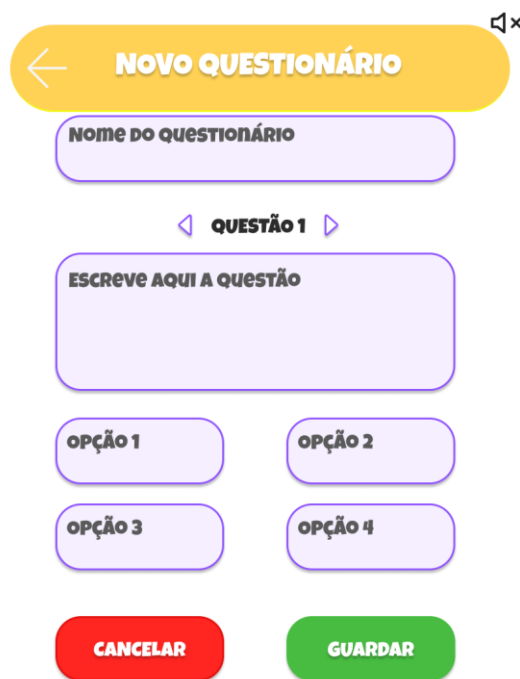 NOVO QUESTIONÁRIO
Nome do Questionário
QUESTÃO 1
Escreve aqui a questão
Opção 1
Opção 2
Opção 3
Opção 4
CANCELAR
GUARDAR